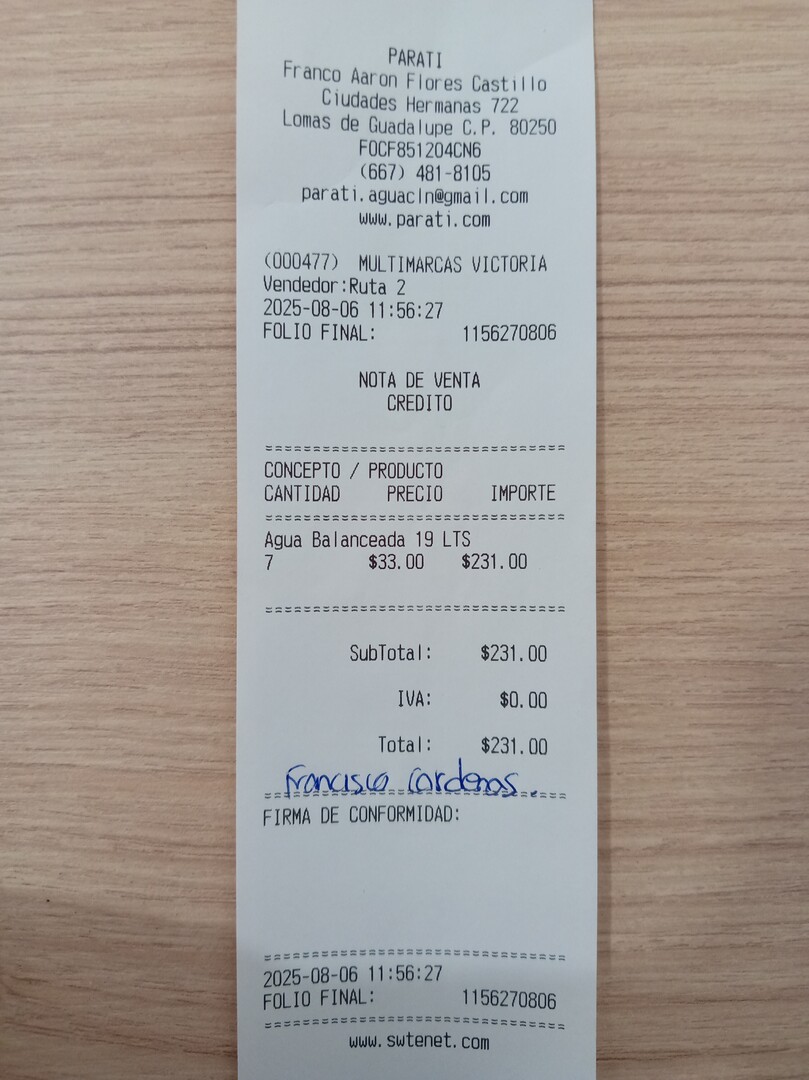 PARATI
Franco Aaron Flores Castillo
Ciudades Hermanas 722
Lomas de Guadalupe C.P. 80250
FOCF851204CN6
(667) 481-8105
parati.aguacln@gmail.com
www.parati.com
(000477) MULTIMARCAS VICTORIA
Vendedor:Ruta 2
2025-08-06 11:56:27
FOLIO FINAL: 1156270806
NOTA DE VENTA
CREDITO
================================
CONCEPTO / PRODUCTO
CANTIDAD PRECIO IMPORTE
================================
Agua Balanceada 19 LTS
7 $33.00 $231.00
================================
SubTotal: $231.00
IVA: $0.00
Total: $231.00
Francisco Cardenas.
================================
FIRMA DE CONFORMIDAD:
================================
2025-08-06 11:56:27
FOLIO FINAL: 1156270806
================================
www.swtenet.com